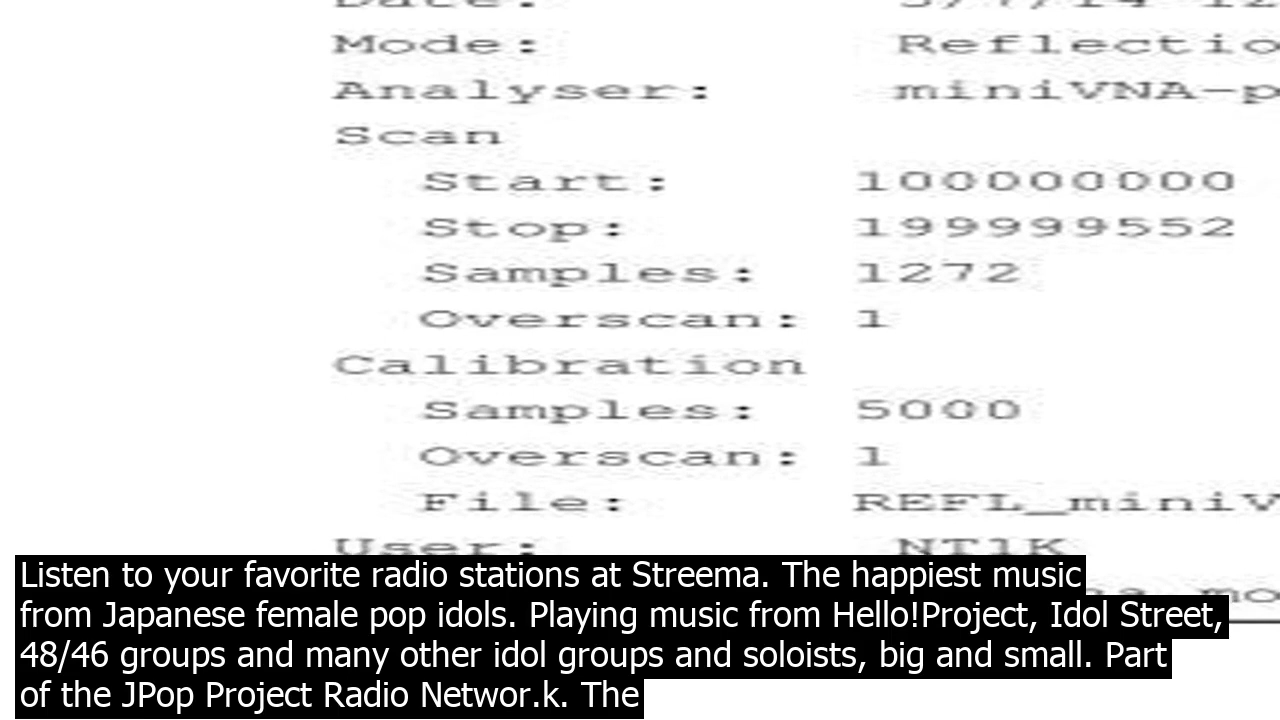 Mode: Reflectio
Analyser: miniVNA-p
Scan
Start: 100000000
Stop: 199999552
Samples: 1272
Overscan: 1
Calibration
Samples: 5000
Overscan: 1
File: REFL_miniV
User: NT1K
Listen to your favorite radio stations at Streema. The happiest music
from Japanese female pop idols. Playing music from Hello!Project, Idol Street,
48/46 groups and many other idol groups and soloists, big and small. Part
of the JPop Project Radio Networ.k. The